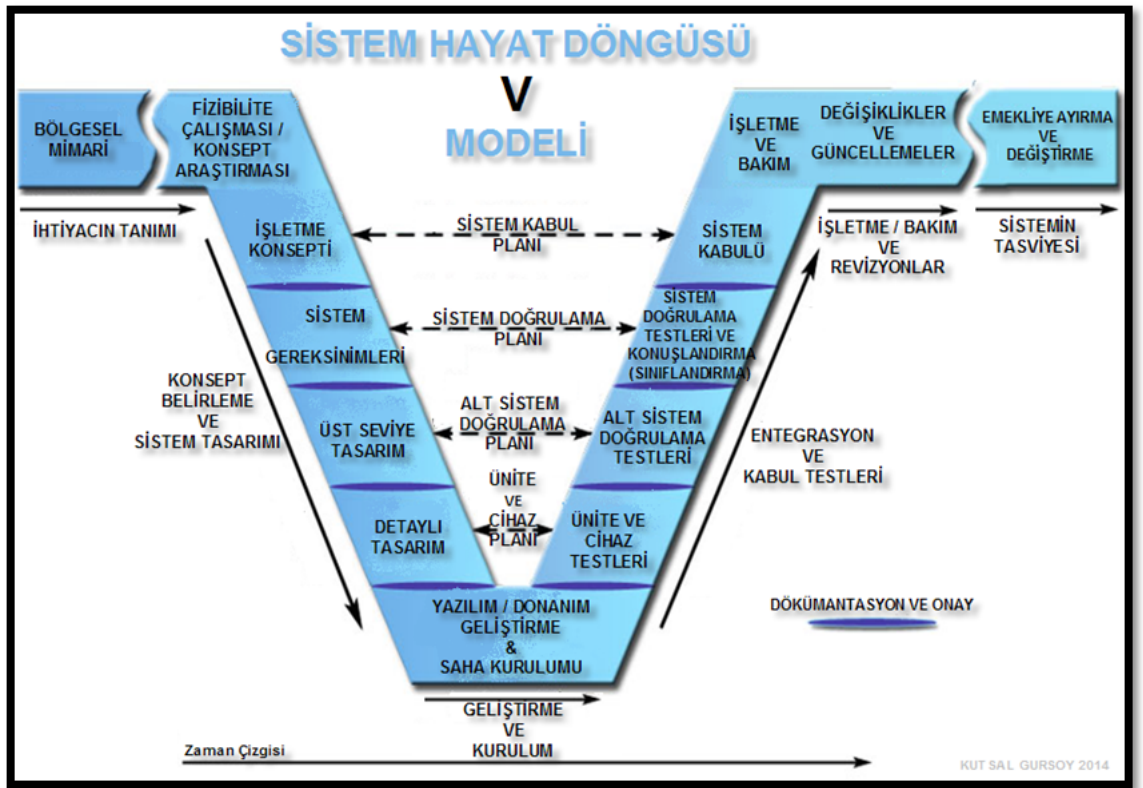 SİSTEM HAYAT DÖNGÜSÜ
V
MODELİ
BÖLGESEL
MİMARİ
FİZİBİLİTE
ÇALIŞMASI /
KONSEPT
ARAŞTIRMASI
İŞLETME
VE
BAKIM
DEĞİŞİKLİKLER
VE
GÜNCELLEMELER
EMEKLİYE AYIRMA
VE
DEĞİŞTİRME
İHTİYACIN TANIMI
İŞLETME
KONSEPTİ
SİSTEM KABUL
PLANI
SİSTEM
KABULÜ
İŞLETME / BAKIM
VE
REVİZYONLAR
SİSTEMİN
TASVİYESİ
SİSTEM
GEREKSİNİMLERİ
SİSTEM DOĞRULAMA
PLANI
SİSTEM
DOĞRULAMA
TESTLERİ VE
KONUŞLANDIRMA
(SINIFLANDIRMA)
KONSEPT
BELİRLEME
VE
SİSTEM TASARIMI
ÜST SEVİYE
TASARIM
ALT SİSTEM
DOĞRULAMA
PLANI
ALT SİSTEM
DOĞRULAMA
TESTLERİ
ENTEGRASYON
VE
KABUL TESTLERİ
DETAYLI
TASARIM
ÜNİTE
VE
CİHAZ
PLANI
ÜNİTE VE
CİHAZ
TESTLERİ
YAZILIM / DONANIM
GELİŞTİRME
&
SAHA KURULUMU
DÖKÜMANTASYON VE ONAY
GELİŞTİRME
VE
KURULUM
Zaman Çizgisi
KUTSAL GURSOY 2014